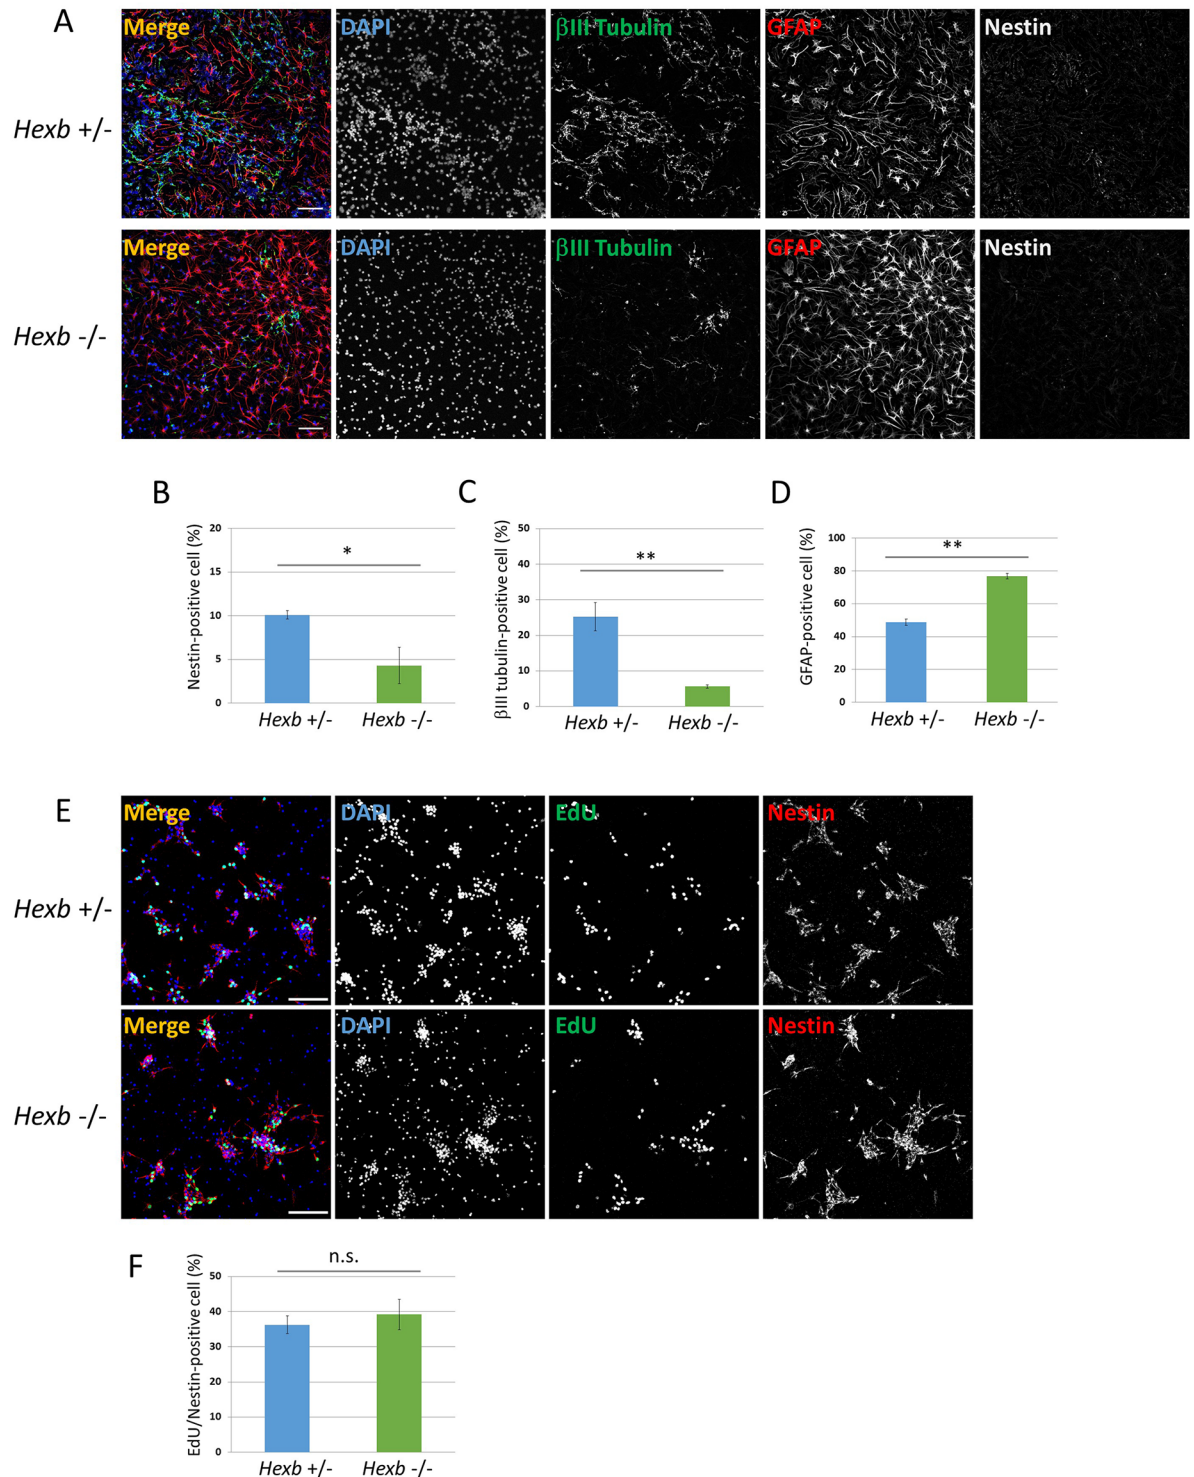 A
Merge DAPI βIII Tubulin GFAP Nestin
Hexb +/-
Merge DAPI βIII Tubulin GFAP Nestin
Hexb -/-
B
Nestin-positive cell (%)
20
15
10
5
0
*
Hexb +/- Hexb -/-
C
βIII tubulin-positive cell (%)
50
40
30
20
10
0
**
Hexb +/- Hexb -/-
D
GFAP-positive cell (%)
100
80
60
40
20
0
**
Hexb +/- Hexb -/-
E
Merge DAPI EdU Nestin
Hexb +/-
Merge DAPI EdU Nestin
Hexb -/-
F
EdU/Nestin-positive cell (%)
n.s.
50
40
30
20
10
0
Hexb +/- Hexb -/-